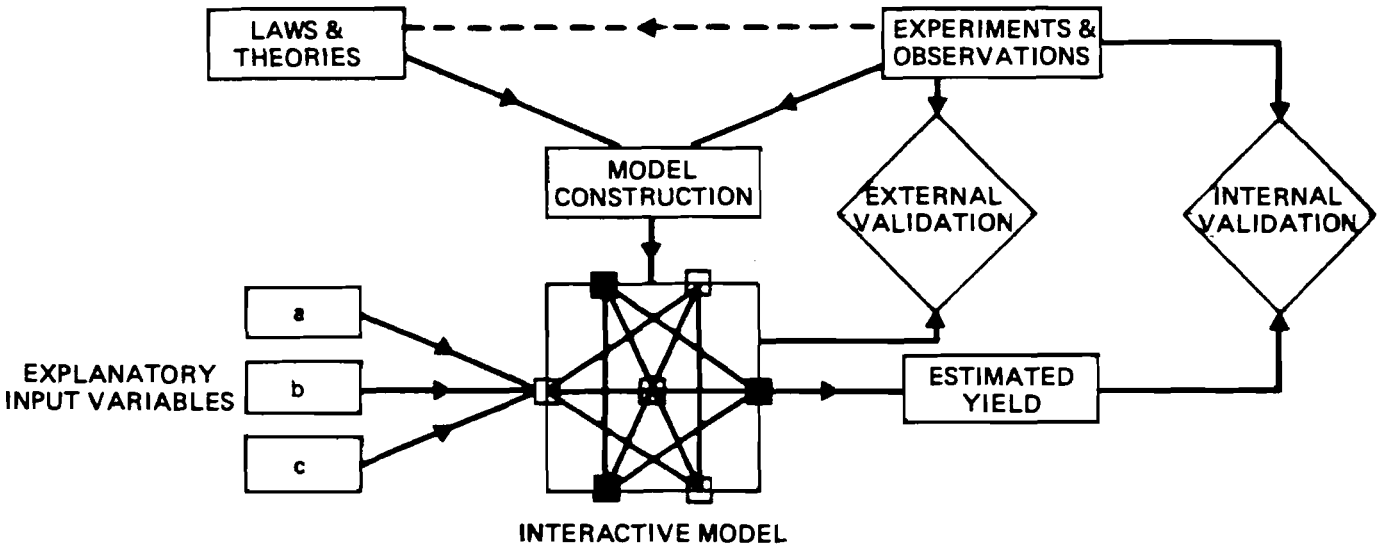 LAWS &
THEORIES
EXPERIMENTS &
OBSERVATIONS
MODEL
CONSTRUCTION
EXTERNAL
VALIDATION
INTERNAL
VALIDATION
a
EXPLANATORY
INPUT VARIABLES
b
c
ESTIMATED
YIELD
INTERACTIVE MODEL